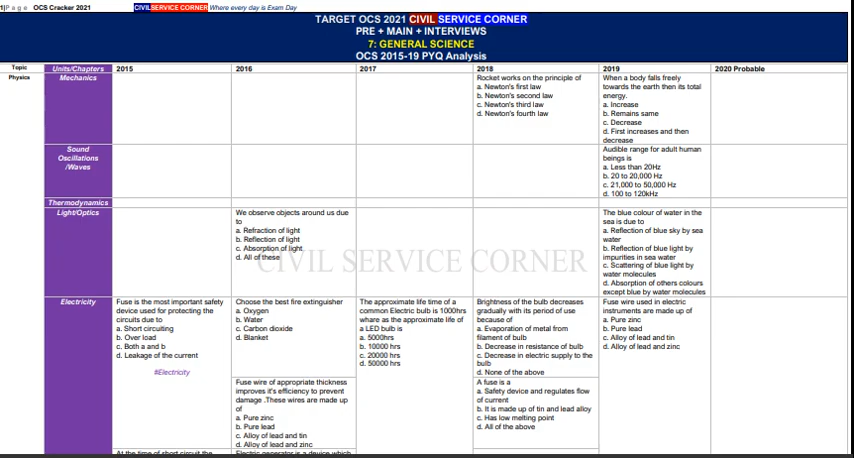 1|P a g e OCS Cracker 2021 CIVILSERVICE CORNER Where every day is Exam Day
TARGET OCS 2021 CIVIL SERVICE CORNER
PRE + MAIN + INTERVIEWS
7: GENERAL SCIENCE
OCS 2015-19 PYQ Analysis
Topic Units/Chapters 2015 2016 2017 2018 2019 2020 Probable
Physics
Mechanics
Rocket works on the principle of
a. Newton's first law
b. Newton's second law
c. Newton's third law
d. Newton's fourth law
When a body falls freely
towards the earth then its total
energy.
a. Increase
b. Remains same
c. Decrease
d. First increases and then
decrease
Sound
Oscillations
/Waves
Audible range for adult human
beings is
a. Less than 20Hz
b. 20 to 20,000 Hz
c. 21,000 to 50,000 Hz
d. 100 to 120kHz
Thermodynamics
Light/Optics
We observe objects around us due
to
a. Refraction of light
b. Reflection of light
c. Absorption of light
d. All of these
The blue colour of water in the
sea is due to
a. Reflection of blue sky by sea
water
b. Reflection of blue light by
impurities in sea water
c. Scattering of blue light by
water molecules
d. Absorption of others colours
except blue by water molecules
CIVIL SERVICE CORNER
Electricity
Fuse is the most important safety
device used for protecting the
circuits due to
a. Short circuiting
b. Over load
c. Both a and b
d. Leakage of the current
#Electricity
Choose the best fire extinguisher
a. Oxygen
b. Water
c. Carbon dioxide
d. Blanket
The approximate life time of a
common Electric bulb is 1000hrs
whare as the approximate life of
a LED bulb is
a. 5000hrs
b. 10000 hrs
c. 20000 hrs
d. 50000 hrs
Brightness of the bulb decreases
gradually with its period of use
because of
a. Evaporation of metal from
filament of bulb
b. Decrease in resistance of bulb
c. Decrease in electric supply to the
bulb
d. None of the above
Fuse wire used in electric
instruments are made up of
a. Pure zinc
b. Pure lead
c. Alloy of lead and tin
d. Alloy of lead and zinc
Fuse wire of appropriate thickness
improves it's efficiency to prevent
damage .These wires are made up
of
a. Pure zinc
b. Pure lead
c. Alloy of lead and tin
d. Alloy of lead and zinc
A fuse is a
a. Safety device and regulates flow
of current
b. It is made up of tin and lead alloy
c. Has low melting point
d. All of the above
At the time of short circuit the
Electric generator is a device which